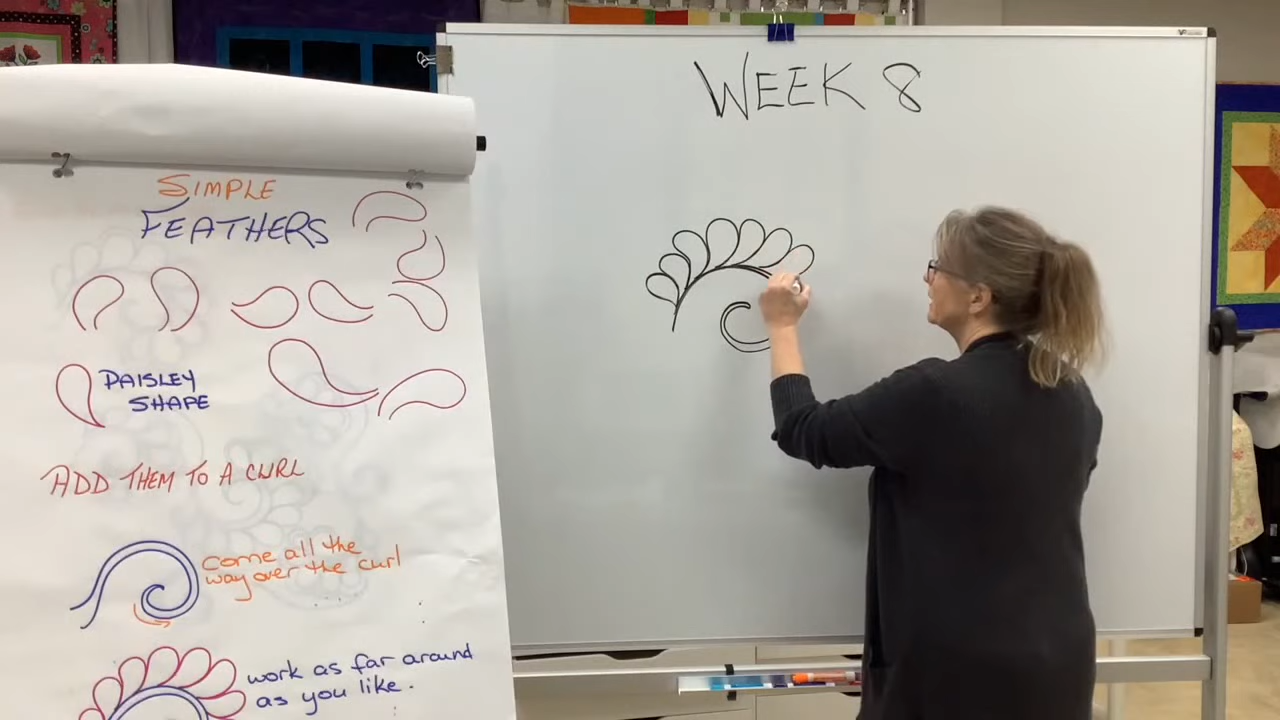 WEEK 8
SIMPLE
FEATHERS
PAISLEY
SHAPE
ADD THEM TO A CURL
Come all the
way over the curl
work as far around
as you like.